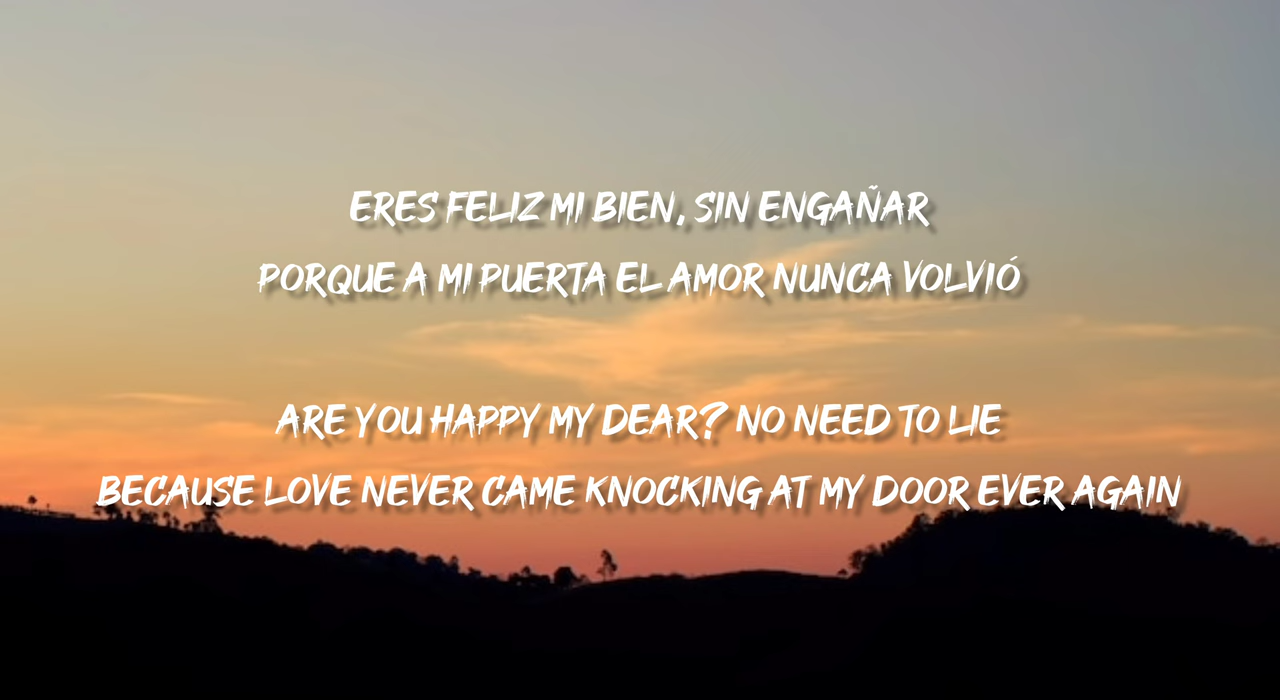 ERES FELIZ MI BIEN, SIN ENGAÑAR
PORQUE A MI PUERTA EL AMOR NUNCA VOLVIÓ
ARE YOU HAPPY MY DEAR? NO NEED TO LIE
BECAUSE LOVE NEVER CAME KNOCKING AT MY DOOR EVER AGAIN